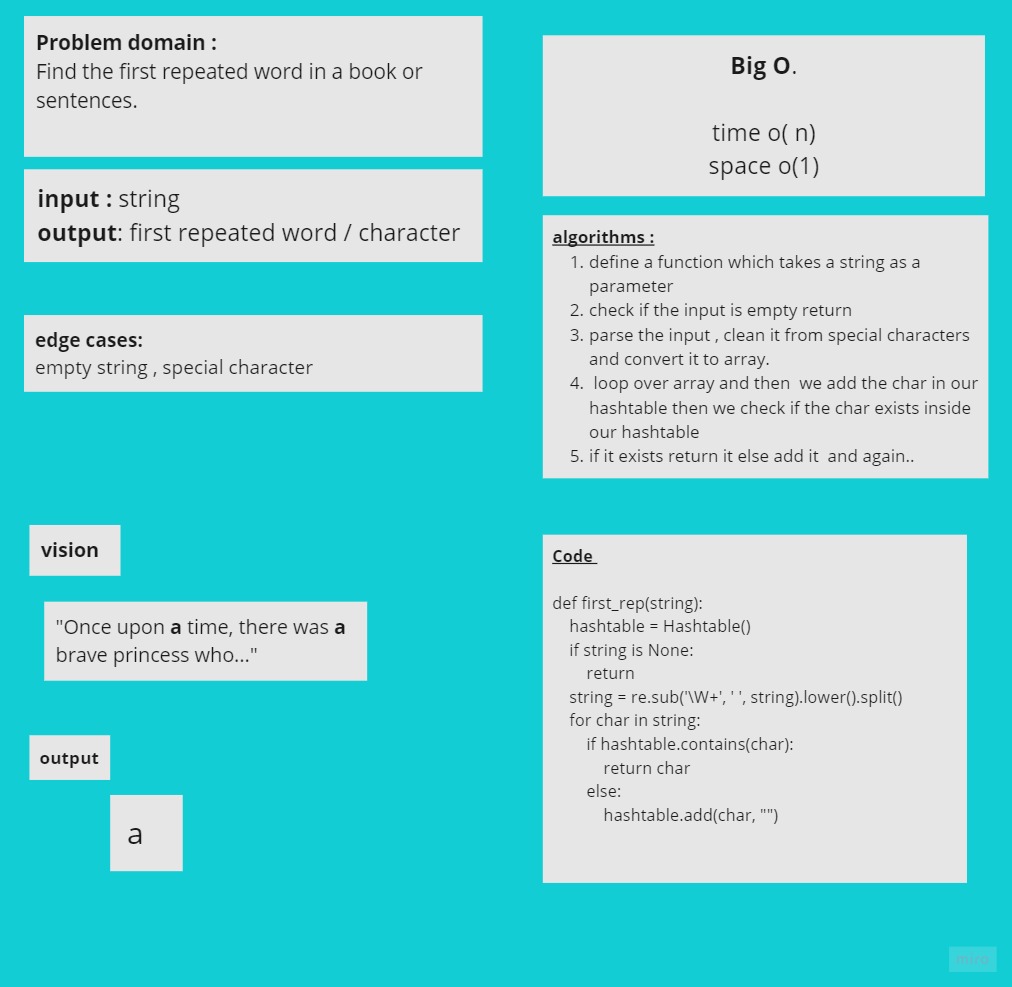 Problem domain :
Find the first repeated word in a book or
sentences.
input : string
output: first repeated word / character
edge cases:
empty string , special character
vision
"Once upon a time, there was a
brave princess who..."
output
a
Big O.
time o( n)
space o(1)
algorithms :
1. define a function which takes a string as a
parameter
2. check if the input is empty return
3. parse the input , clean it from special characters
and convert it to array.
4. loop over array and then we add the char in our
hashtable then we check if the char exists inside
our hashtable
5. if it exists return it else add it and again..
Code
def first_rep(string):
hashtable = Hashtable()
if string is None:
return
string = re.sub('\W+', ' ', string).lower().split()
for char in string:
if hashtable.contains(char):
return char
else:
hashtable.add(char, "")
miro